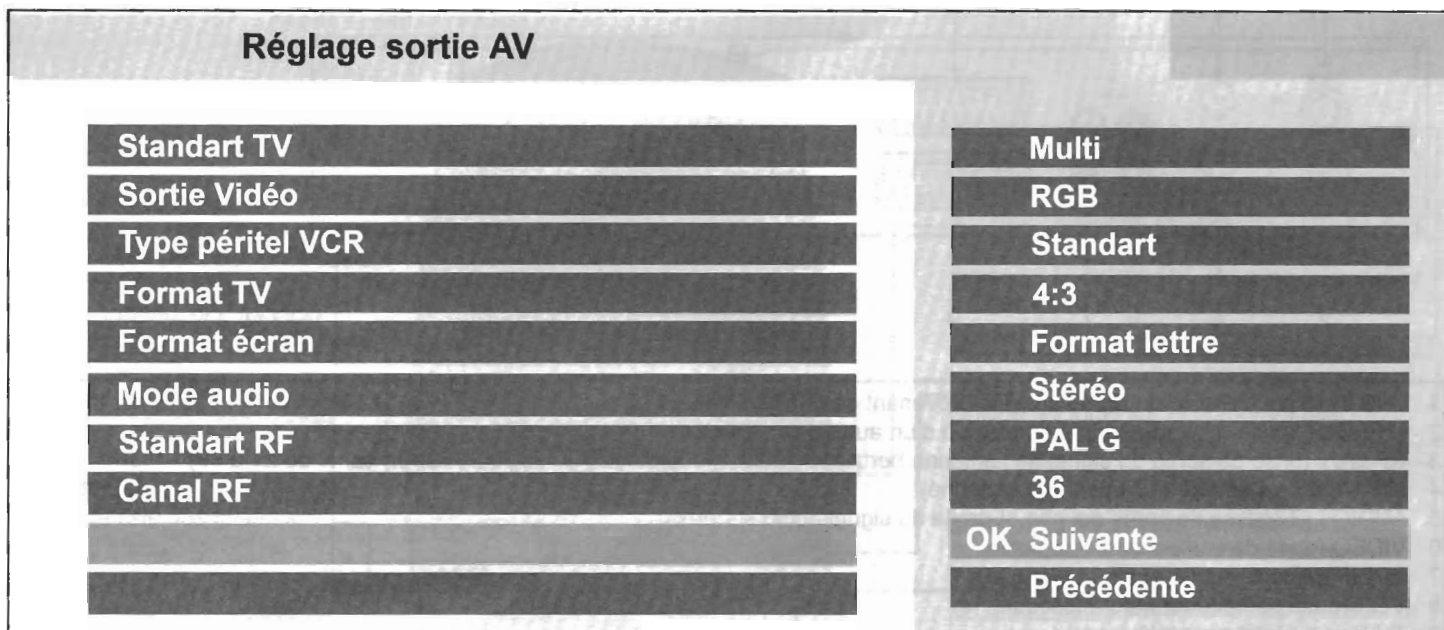 Réglage sortie AV
Standart TV Multi
Sortie Vidéo RGB
Type péritel VCR Standart
Format TV 4:3
Format écran Format lettre
Mode audio Stéréo
Standart RF PAL G
Canal RF 36
OK Suivante
Précédente